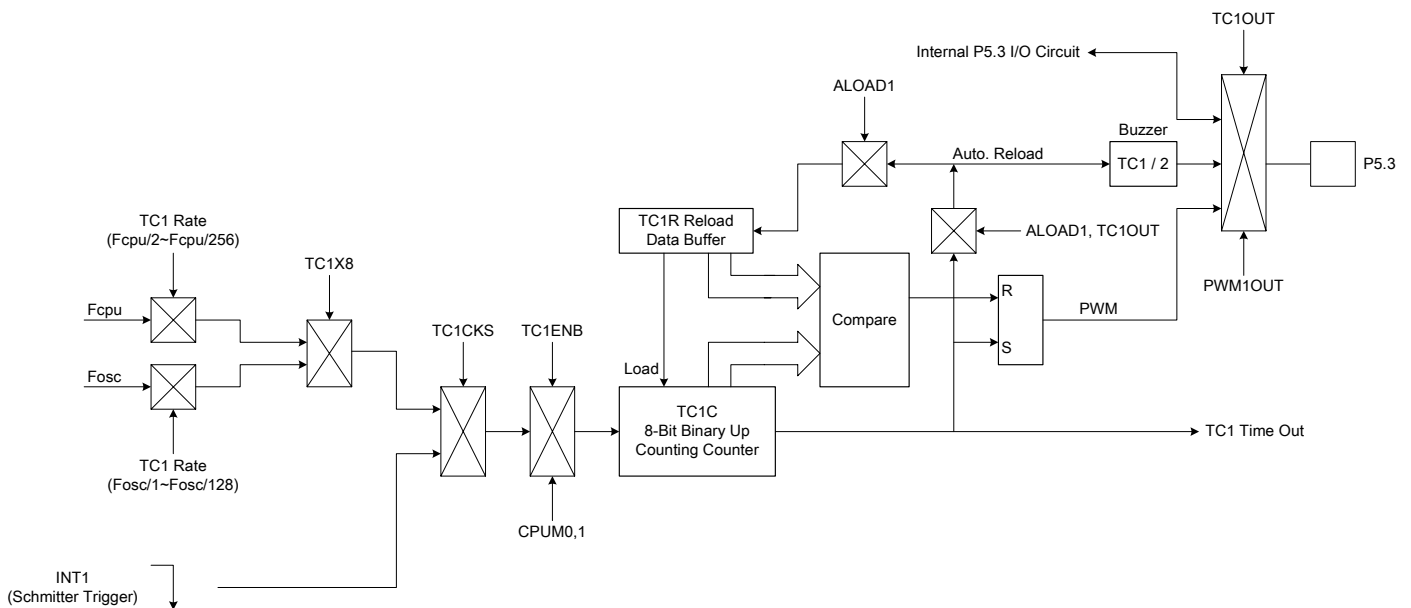 TC1OUT
Internal P5.3 I/O Circuit
ALOAD1
Buzzer
Auto. Reload
TC1 / 2
P5.3
TC1 Rate
(Fcpu/2~Fcpu/256)
TC1R Reload
Data Buffer
ALOAD1, TC1OUT
TC1X8
PWM1OUT
Fcpu
R
PWM
Compare
TC1CKS
TC1ENB
S
Load
Fosc
TC1C
8-Bit Binary Up
Counting Counter
TC1 Time Out
TC1 Rate
(Fosc/1~Fosc/128)
CPUM0,1
INT1
(Schmitter Trigger)